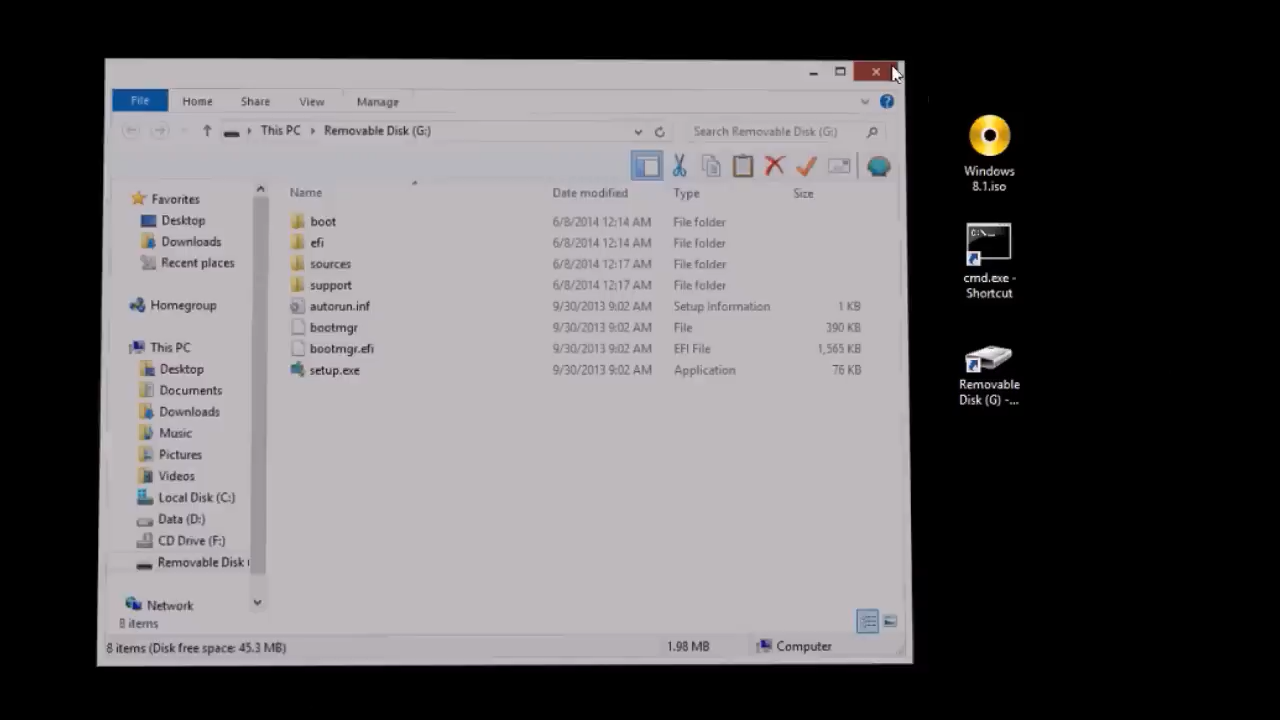 File Home Share View Manage
This PC Removable Disk (G:) Search Removable Disk (G:)
Name Date modified Type Size
Favorites
Desktop
Downloads
Recent places
Homegroup
This PC
Desktop
Documents
Downloads
Music
Pictures
Videos
Local Disk (C:)
Data (D:)
CD Drive (F:)
Removable Disk (
Network
boot 6/8/2014 12:14 AM File folder
efi 6/8/2014 12:14 AM File folder
sources 6/8/2014 12:17 AM File folder
support 6/8/2014 12:17 AM File folder
autorun.inf 9/30/2013 9:02 AM Setup Information 1 KB
bootmgr 9/30/2013 9:02 AM File 390 KB
bootmgr.efi 9/30/2013 9:02 AM EFI File 1,565 KB
setup.exe 9/30/2013 9:02 AM Application 76 KB
8 items
8 items (Disk free space: 45.3 MB) 1.98 MB Computer
Windows
8.1.iso
C:\...
cmd.exe -
Shortcut
Removable
Disk (G) -...